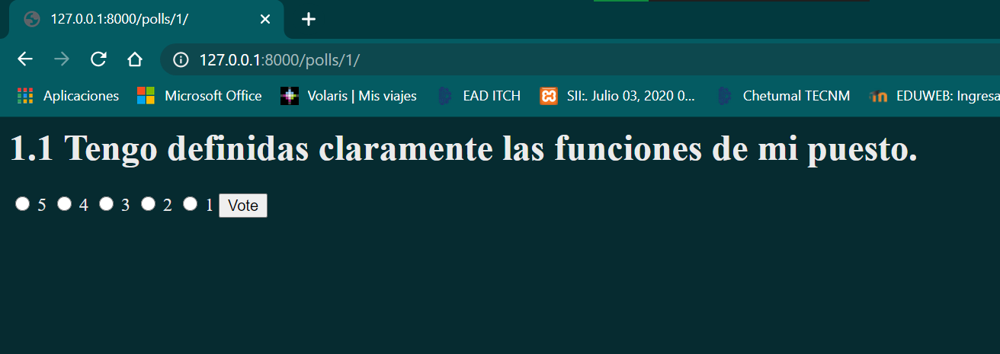 127.0.0.1:8000/polls/1/
127.0.0.1:8000/polls/1/
Aplicaciones Microsoft Office Volaris | Mis viajes EAD ITCH SII:. Julio 03, 2020 0... Chetumal TECNM EDUWEB: Ingresa
1.1 Tengo definidas claramente las funciones de mi puesto.
5 4 3 2 1 Vote